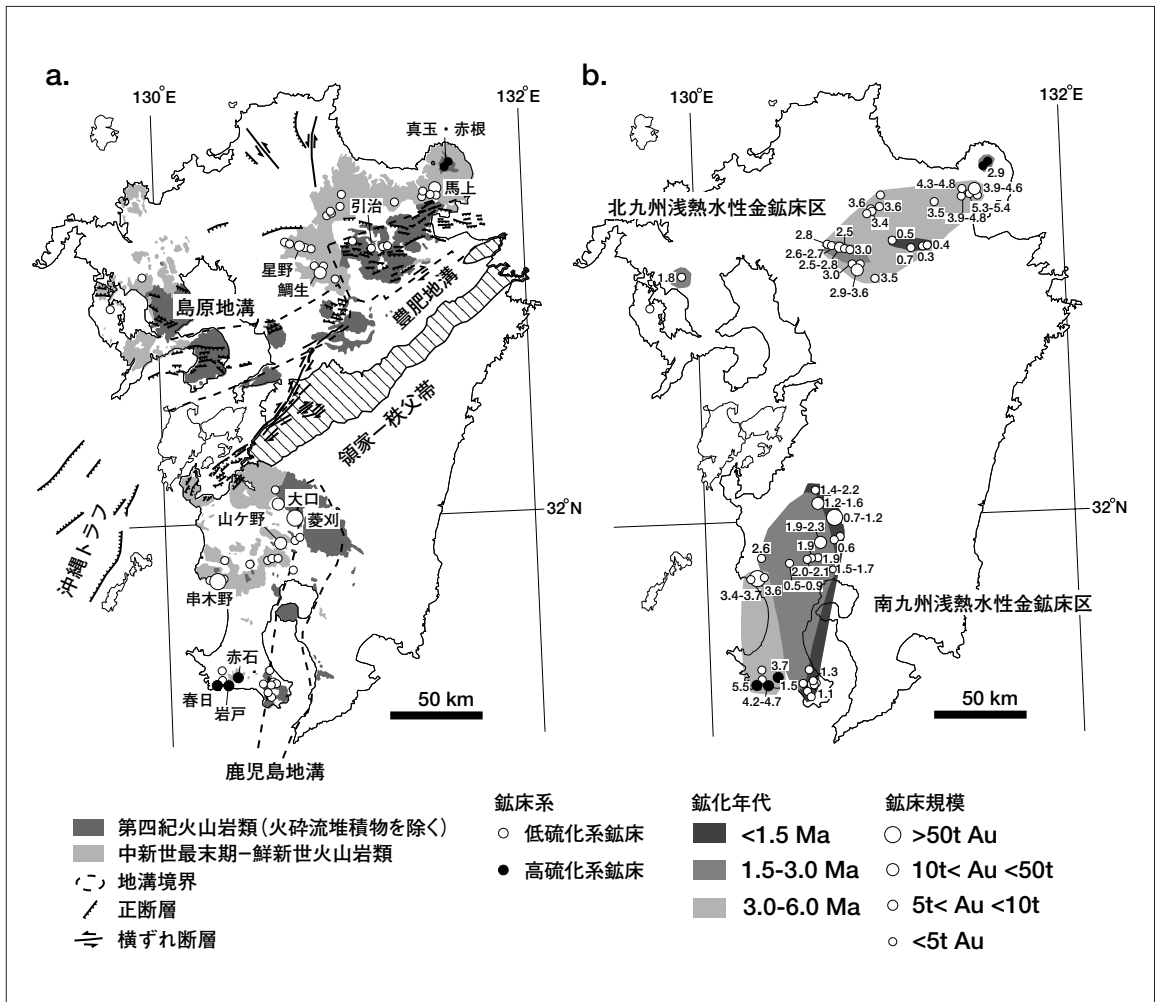 a.
130°E
132°E
真玉・赤根
馬上
引治
星野
鯛生
島原地溝
豊肥地溝
領家ー秩父帯
沖縄トラフ
32°N
大口
山ケ野
菱刈
串木野
赤石
春日
岩戸
鹿児島地溝
50 km
b.
130°E
132°E
北九州浅熱水性金鉱床区
2.9
4.3-4.8
3.9-4.6
5.3-5.4
3.9-4.8
3.5
3.6
3.6
3.4
2.8
2.5
0.5
0.4
2.6-2.7
3.0
0.7
0.3
2.5-2.8
3.0
3.5
2.9-3.6
1.8
1.4-2.2
1.2-1.6
32°N
0.7-1.2
1.9-2.3
0.6
2.6
1.9
1.9
2.0-2.1
1.5-1.7
0.5-0.9
3.4-3.7
3.6
南九州浅熱水性金鉱床区
3.7
1.3
5.5
1.5
1.1
4.2-4.7
50 km
第四紀火山岩類(火砕流堆積物を除く)
中新世最末期−鮮新世火山岩類
地溝境界
正断層
横ずれ断層
鉱床系
低硫化系鉱床
高硫化系鉱床
鉱化年代
<1.5 Ma
1.5-3.0 Ma
3.0-6.0 Ma
鉱床規模
>50t Au
10t< Au <50t
5t< Au <10t
<5t Au